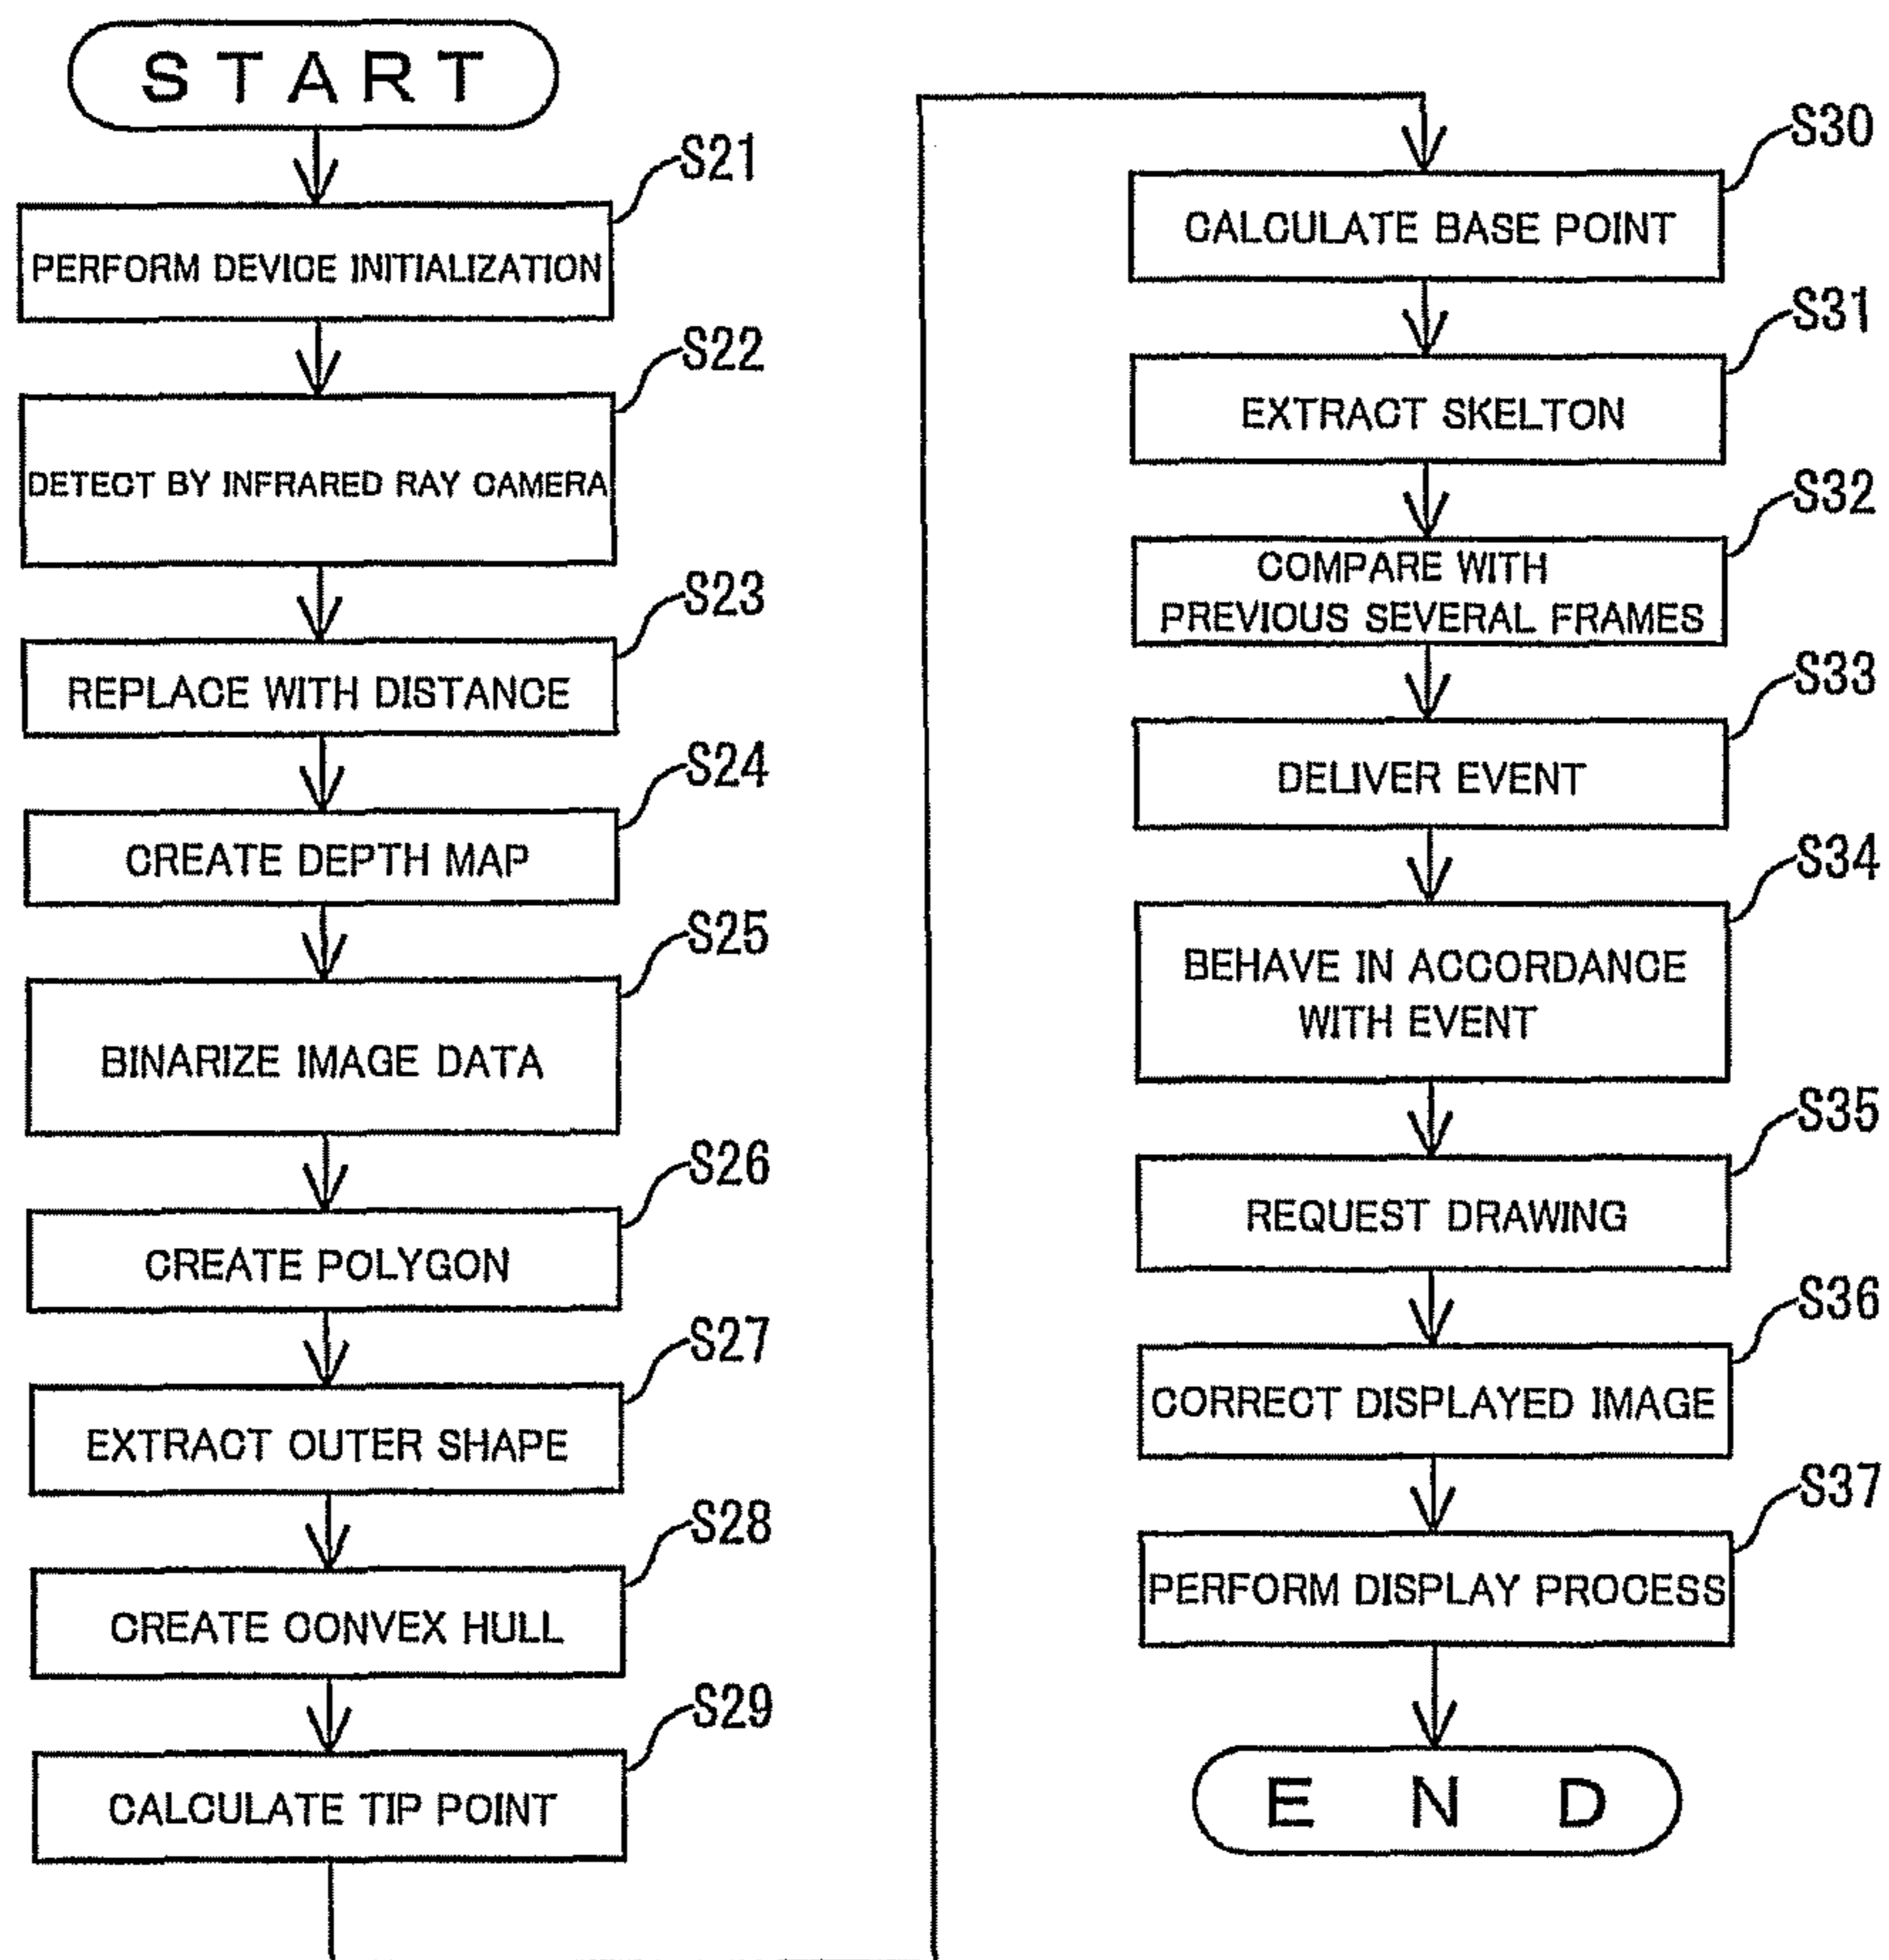 START
S21
PERFORM DEVICE INITIALIZATION
S22
DETECT BY INFRARED RAY CAMERA
S23
REPLACE WITH DISTANCE
S24
CREATE DEPTH MAP
S25
BINARIZE IMAGE DATA
S26
CREATE POLYGON
S27
EXTRACT OUTER SHAPE
S28
CREATE CONVEX HULL
S29
CALCULATE TIP POINT
S30
CALCULATE BASE POINT
S31
EXTRACT SKELTON
S32
COMPARE WITH
PREVIOUS SEVERAL FRAMES
S33
DELIVER EVENT
S34
BEHAVE IN ACCORDANCE
WITH EVENT
S35
REQUEST DRAWING
S36
CORRECT DISPLAYED IMAGE
S37
PERFORM DISPLAY PROCESS
END